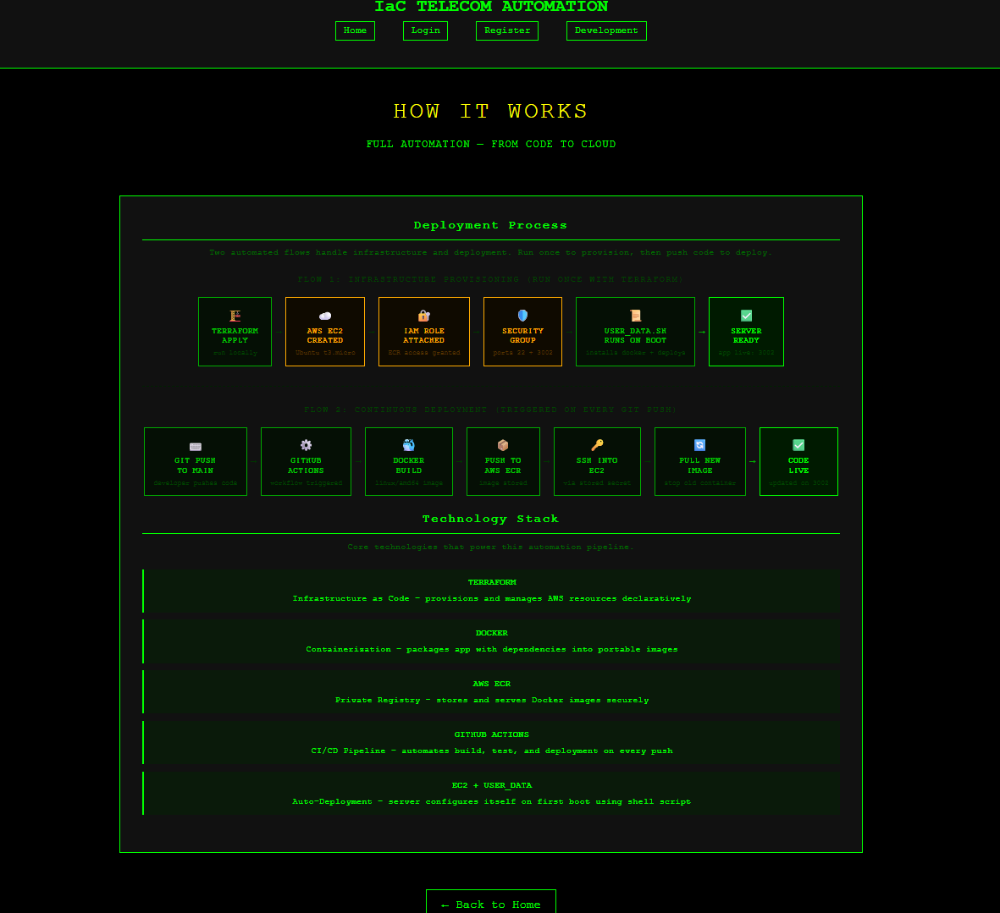 IaC TELECOM AUTOMATION
Home Login Register Development
HOW IT WORKS
FULL AUTOMATION — FROM CODE TO CLOUD
Deployment Process
Two automated flows handle infrastructure and deployment. Run once to provision, then push code to deploy.
FLOW 1: INFRASTRUCTURE PROVISIONING (RUN ONCE WITH TERRAFORM)
TERRAFORM
APPLY
run locally
→
AWS EC2
CREATED
Ubuntu t3.micro
→
IAM ROLE
ATTACHED
ECR access granted
→
SECURITY
GROUP
ports 22 + 3002
→
USER_DATA.SH
RUNS ON BOOT
installs docker + deploys
→
SERVER
READY
app live: 3002
FLOW 2: CONTINUOUS DEPLOYMENT (TRIGGERED ON EVERY GIT PUSH)
GIT PUSH
TO MAIN
developer pushes code
→
GITHUB
ACTIONS
workflow triggered
→
DOCKER
BUILD
linux/amd64 image
→
PUSH TO
AWS ECR
image stored
→
SSH INTO
EC2
via stored secret
→
PULL NEW
IMAGE
stop old container
→
CODE
LIVE
updated on 3002
Technology Stack
Core technologies that power this automation pipeline.
TERRAFORM
Infrastructure as Code — provisions and manages AWS resources declaratively
DOCKER
Containerization — packages app with dependencies into portable images
AWS ECR
Private Registry — stores and serves Docker images securely
GITHUB ACTIONS
CI/CD Pipeline — automates build, test, and deployment on every push
EC2 + USER_DATA
Auto-Deployment — server configures itself on first boot using shell script
← Back to Home